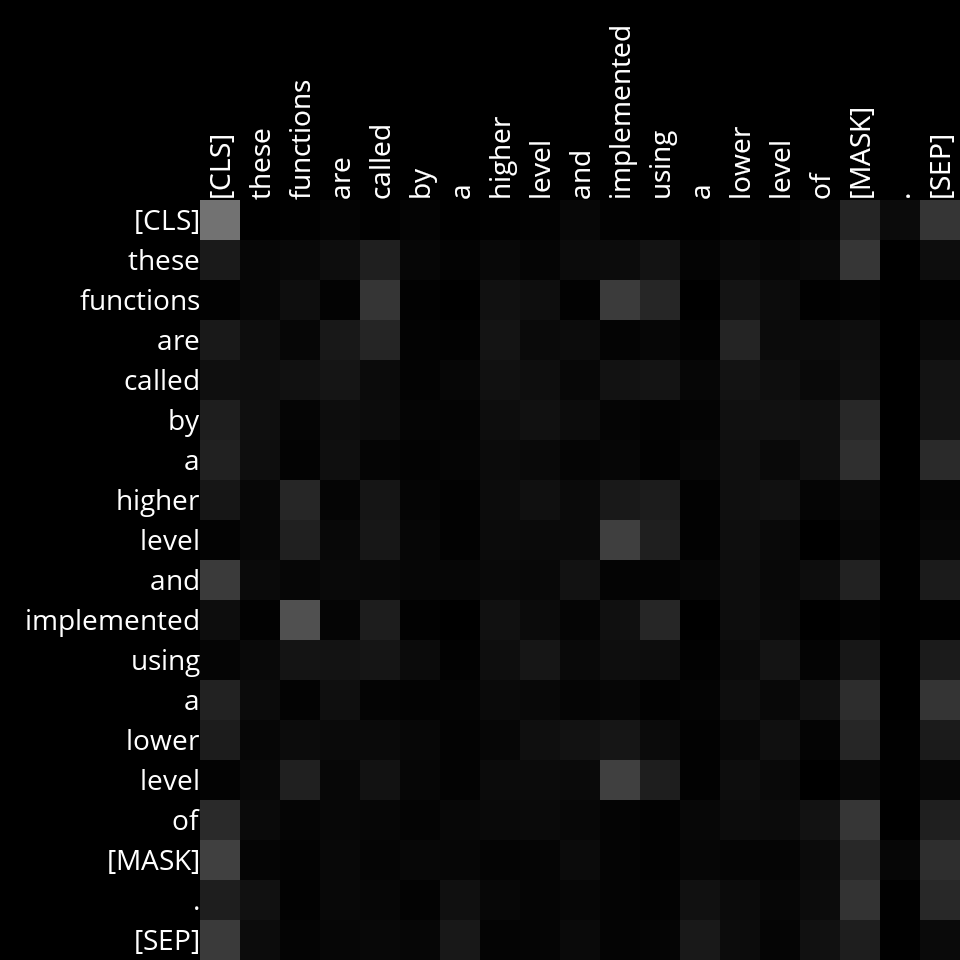 [CLS] these functions are called by a higher level and implemented using a lower level of [MASK] . [SEP]
[CLS]
these
functions
are
called
by
a
higher
level
and
implemented
using
a
lower
level
of
[MASK]
.
[SEP]